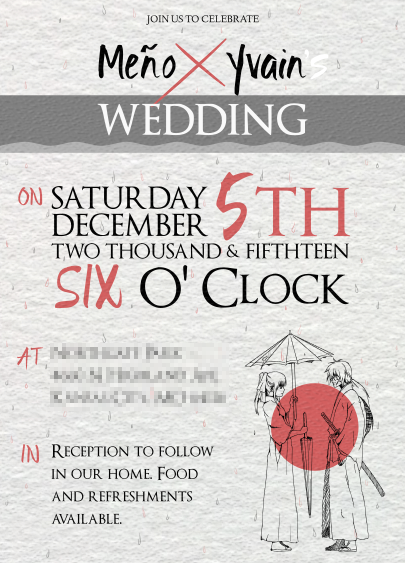 JOIN US TO CELEBRATE
Meño X Yvain's
WEDDING
ON SATURDAY 5TH
DECEMBER
TWO THOUSAND & FIFTHTEEN
SIX O' CLOCK
AT
IN RECEPTION TO FOLLOW
IN OUR HOME. FOOD
AND REFRESHMENTS
AVAILABLE.